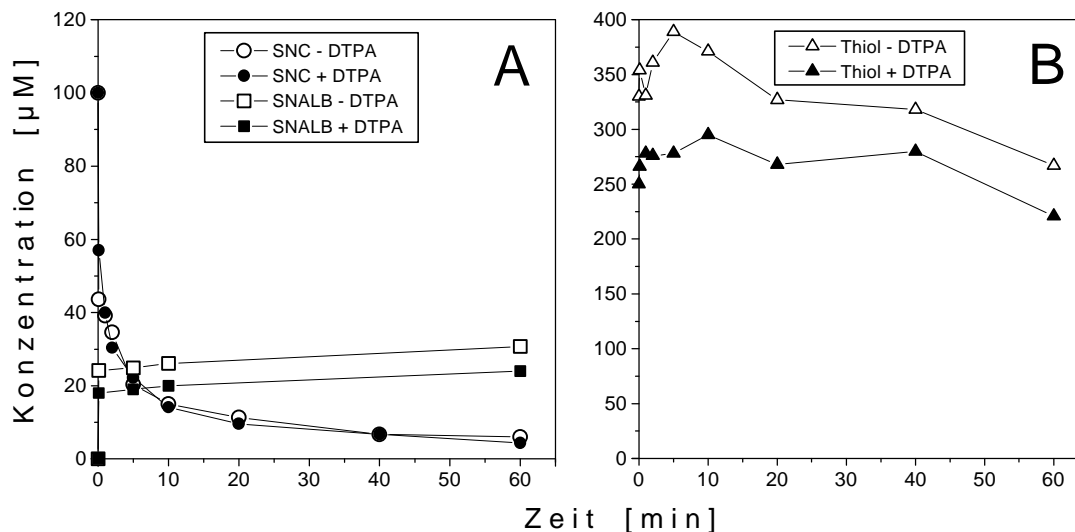 A
SNC - DTPA
SNC + DTPA
SNALB - DTPA
SNALB + DTPA
120
100
80
60
40
20
0
0 10 20 30 40 50 60
Konzentration [µM]
B
Thiol - DTPA
Thiol + DTPA
400
350
300
250
200
150
100
50
0
0 10 20 30 40 50 60
Zeit [min]